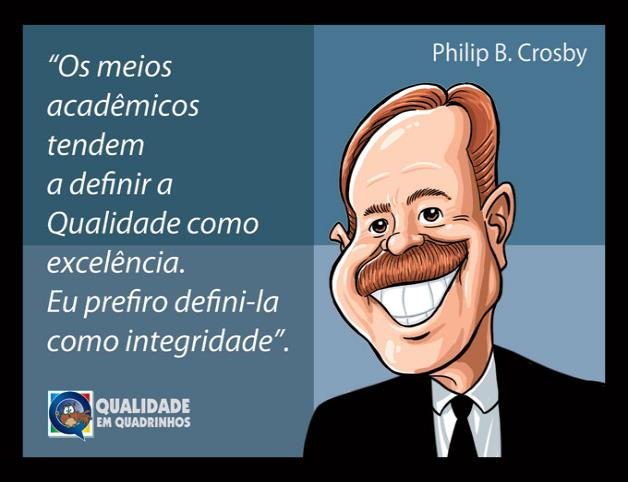 Philip B. Crosby
“Os meios
acadêmicos
tendem
a definir a
Qualidade como
excelência.
Eu prefiro defini-la
como integridade”.
QUALIDADE
EM QUADRINHOS